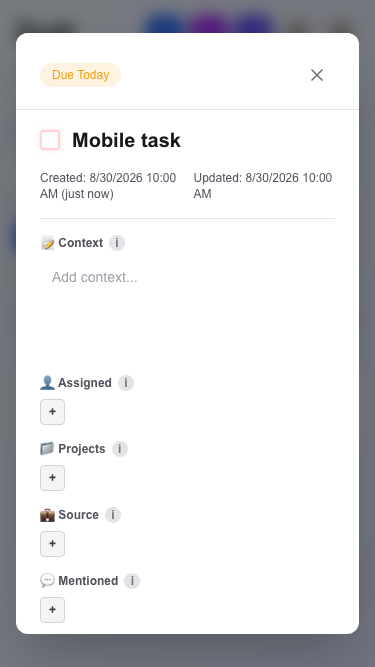 Due Today
Mobile task
Created: 8/30/2026 10:00 AM (just now)
Updated: 8/30/2026 10:00 AM
📝 Context i
Add context...
👤 Assigned i
+
📁 Projects i
+
💼 Source i
+
💬 Mentioned i
+